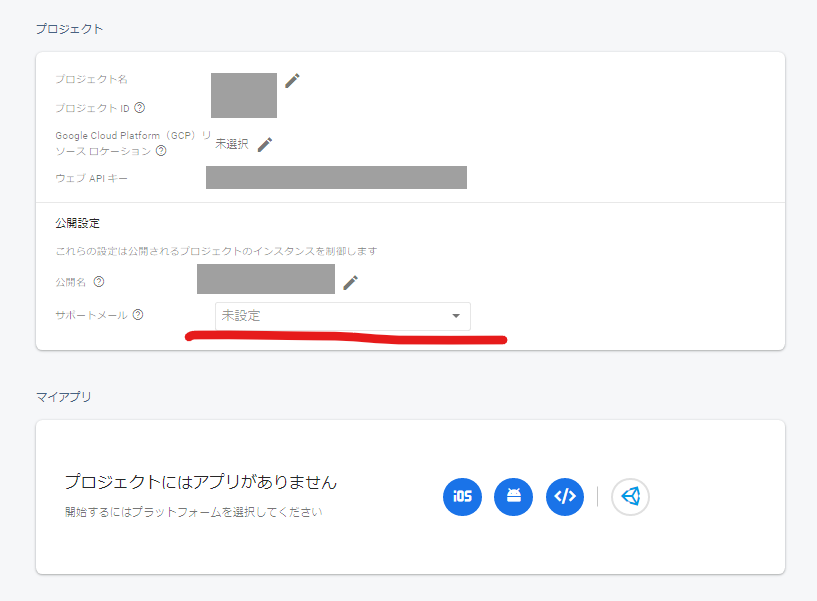 プロジェクト
プロジェクト名
プロジェクト ID
Google Cloud Platform（GCP）リ
ソース ロケーション
未選択
ウェブ API キー
公開設定
これらの設定は公開されるプロジェクトのインスタンスを制御します
公開名
サポートメール
未設定
マイアプリ
プロジェクトにはアプリがありません
開始するにはプラットフォームを選択してください
iOS